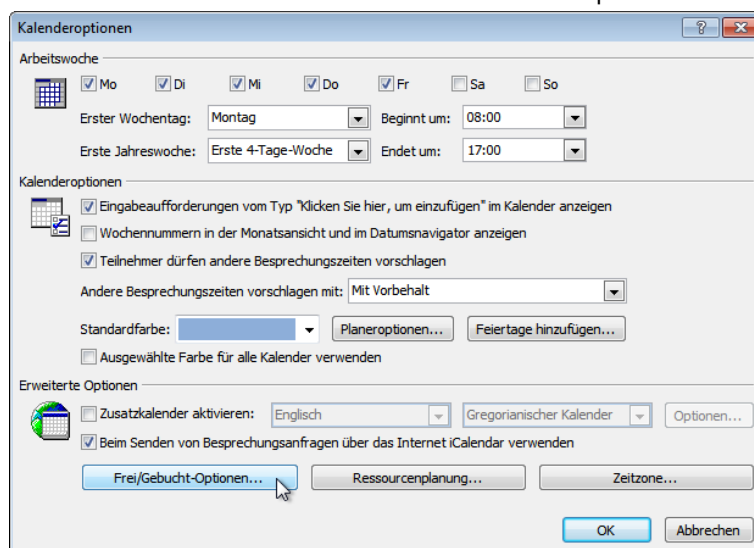 Kalenderoptionen
Arbeitswoche
Mo Di Mi Do Fr Sa So
Erster Wochentag: Montag Beginnt um: 08:00
Erste Jahreswoche: Erste 4-Tage-Woche Endet um: 17:00
Kalenderoptionen
Eingabeaufforderungen vom Typ "Klicken Sie hier, um einzufügen" im Kalender anzeigen
Wochennummern in der Monatsansicht und im Datumsnavigator anzeigen
Teilnehmer dürfen andere Besprechungszeiten vorschlagen
Andere Besprechungszeiten vorschlagen mit: Mit Vorbehalt
Standardfarbe: Planeroptionen... Feiertage hinzufügen...
Ausgewählte Farbe für alle Kalender verwenden
Erweiterte Optionen
Zusatzkalender aktivieren: Englisch Gregorianischer Kalender Optionen...
Beim Senden von Besprechungsanfragen über das Internet iCalendar verwenden
Frei/Gebucht-Optionen... Ressourcenplanung... Zeitzone...
OK Abbrechen